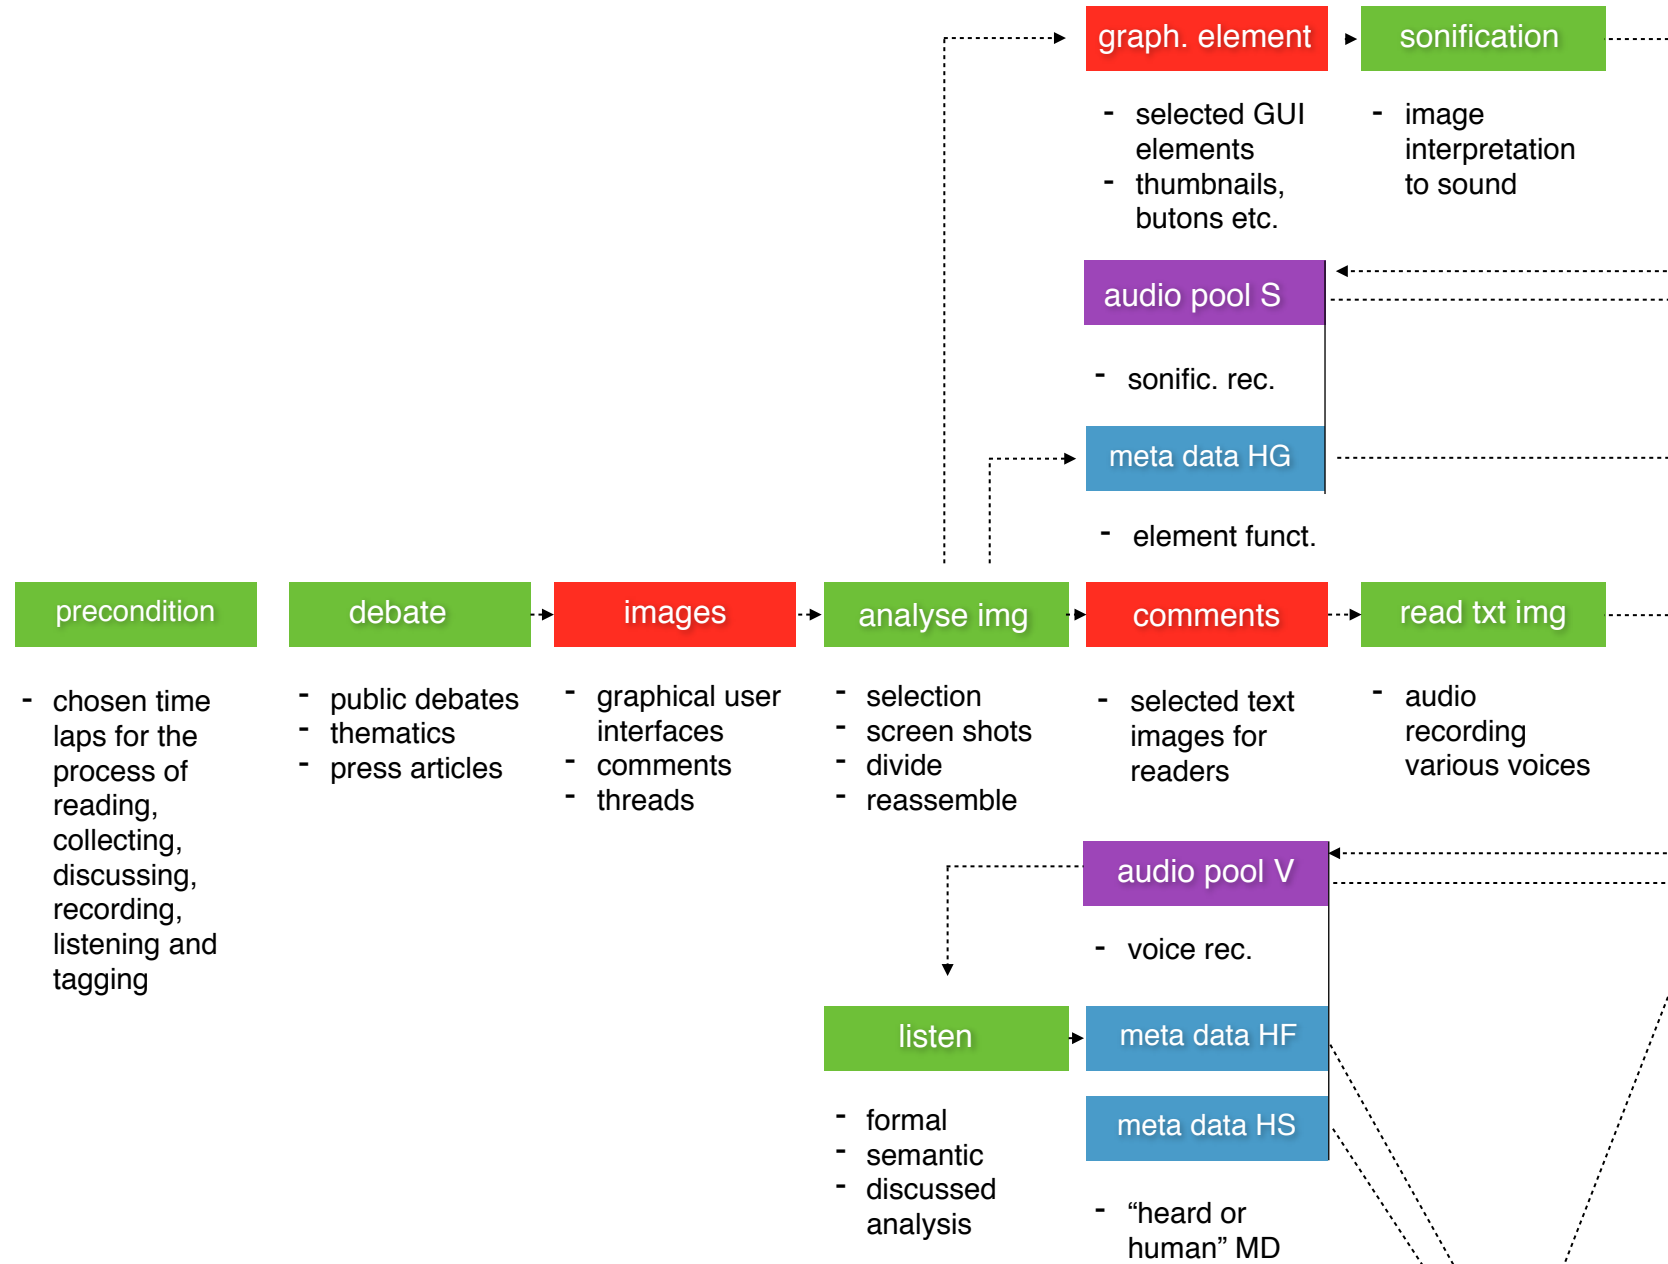 graph. element
sonification
- selected GUI
elements
- thumbnails,
butons etc.
- image
interpretation
to sound
audio pool S
- sonific. rec.
meta data HG
- element funct.
precondition
debate
images
analyse img
comments
read txt img
- chosen time
laps for the
process of
reading,
collecting,
discussing,
recording,
listening and
tagging
- public debates
- thematics
- press articles
- graphical user
interfaces
- comments
- threads
- selection
- screen shots
- divide
- reassemble
- selected text
images for
readers
- audio
recording
various voices
audio pool V
- voice rec.
listen
meta data HF
- formal
- semantic
- discussed
analysis
meta data HS
- “heard or
human” MD